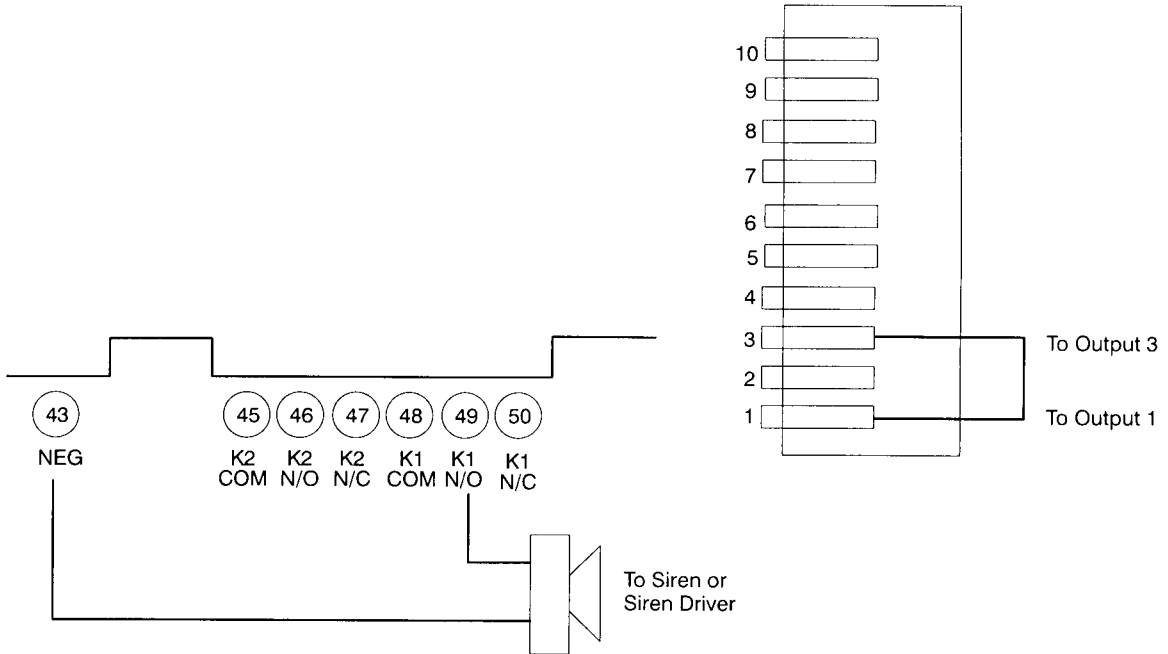 10
9
8
7
6
5
4
3
2
1
To Output 3
To Output 1
43
45
46
47
48
49
50
NEG
K2
COM
K2
N/O
K2
N/C
K1
COM
K1
N/O
K1
N/C
To Siren or
Siren Driver